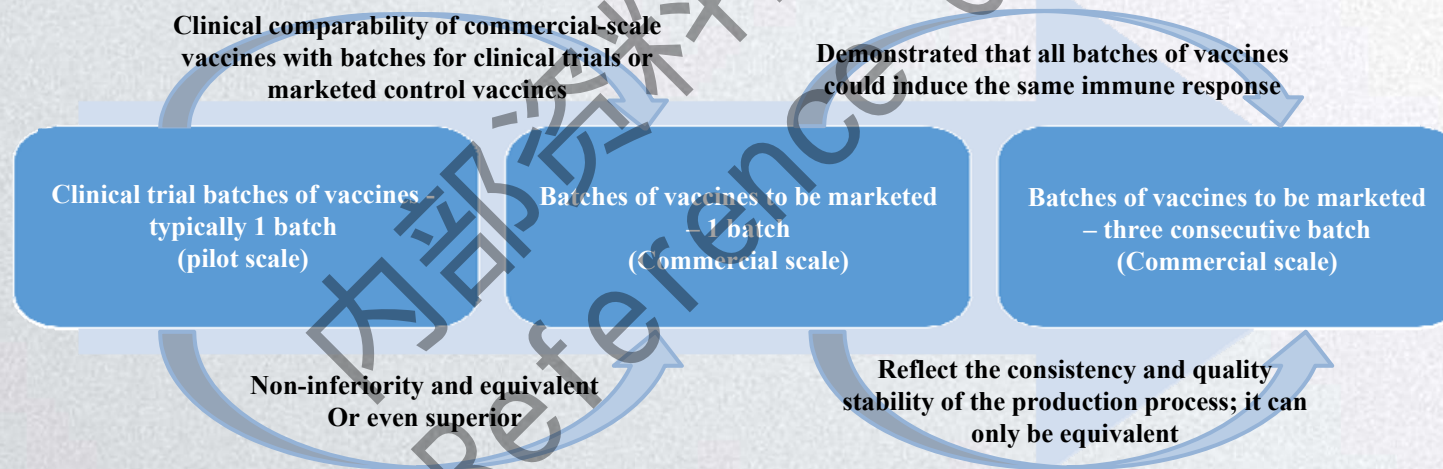 Clinical comparability of commercial-scale
vaccines with batches for clinical trials or
marketed control vaccines
Demonstrated that all batches of vaccines
could induce the same immune response
Clinical trial batches of vaccines -
typically 1 batch
(pilot scale)
Batches of vaccines to be marketed
– 1 batch
(Commercial scale)
Batches of vaccines to be marketed
– three consecutive batch
(Commercial scale)
Non-inferiority and equivalent
Or even superior
Reflect the consistency and quality
stability of the production process; it can
only be equivalent
内部资料
Reference